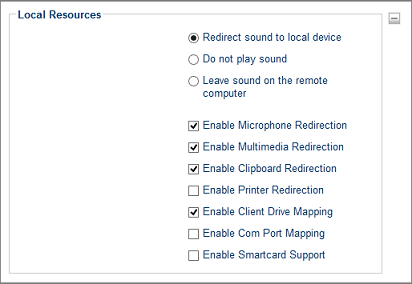 Local Resources
Redirect sound to local device
Do not play sound
Leave sound on the remote
computer
Enable Microphone Redirection
Enable Multimedia Redirection
Enable Clipboard Redirection
Enable Printer Redirection
Enable Client Drive Mapping
Enable Com Port Mapping
Enable Smartcard Support